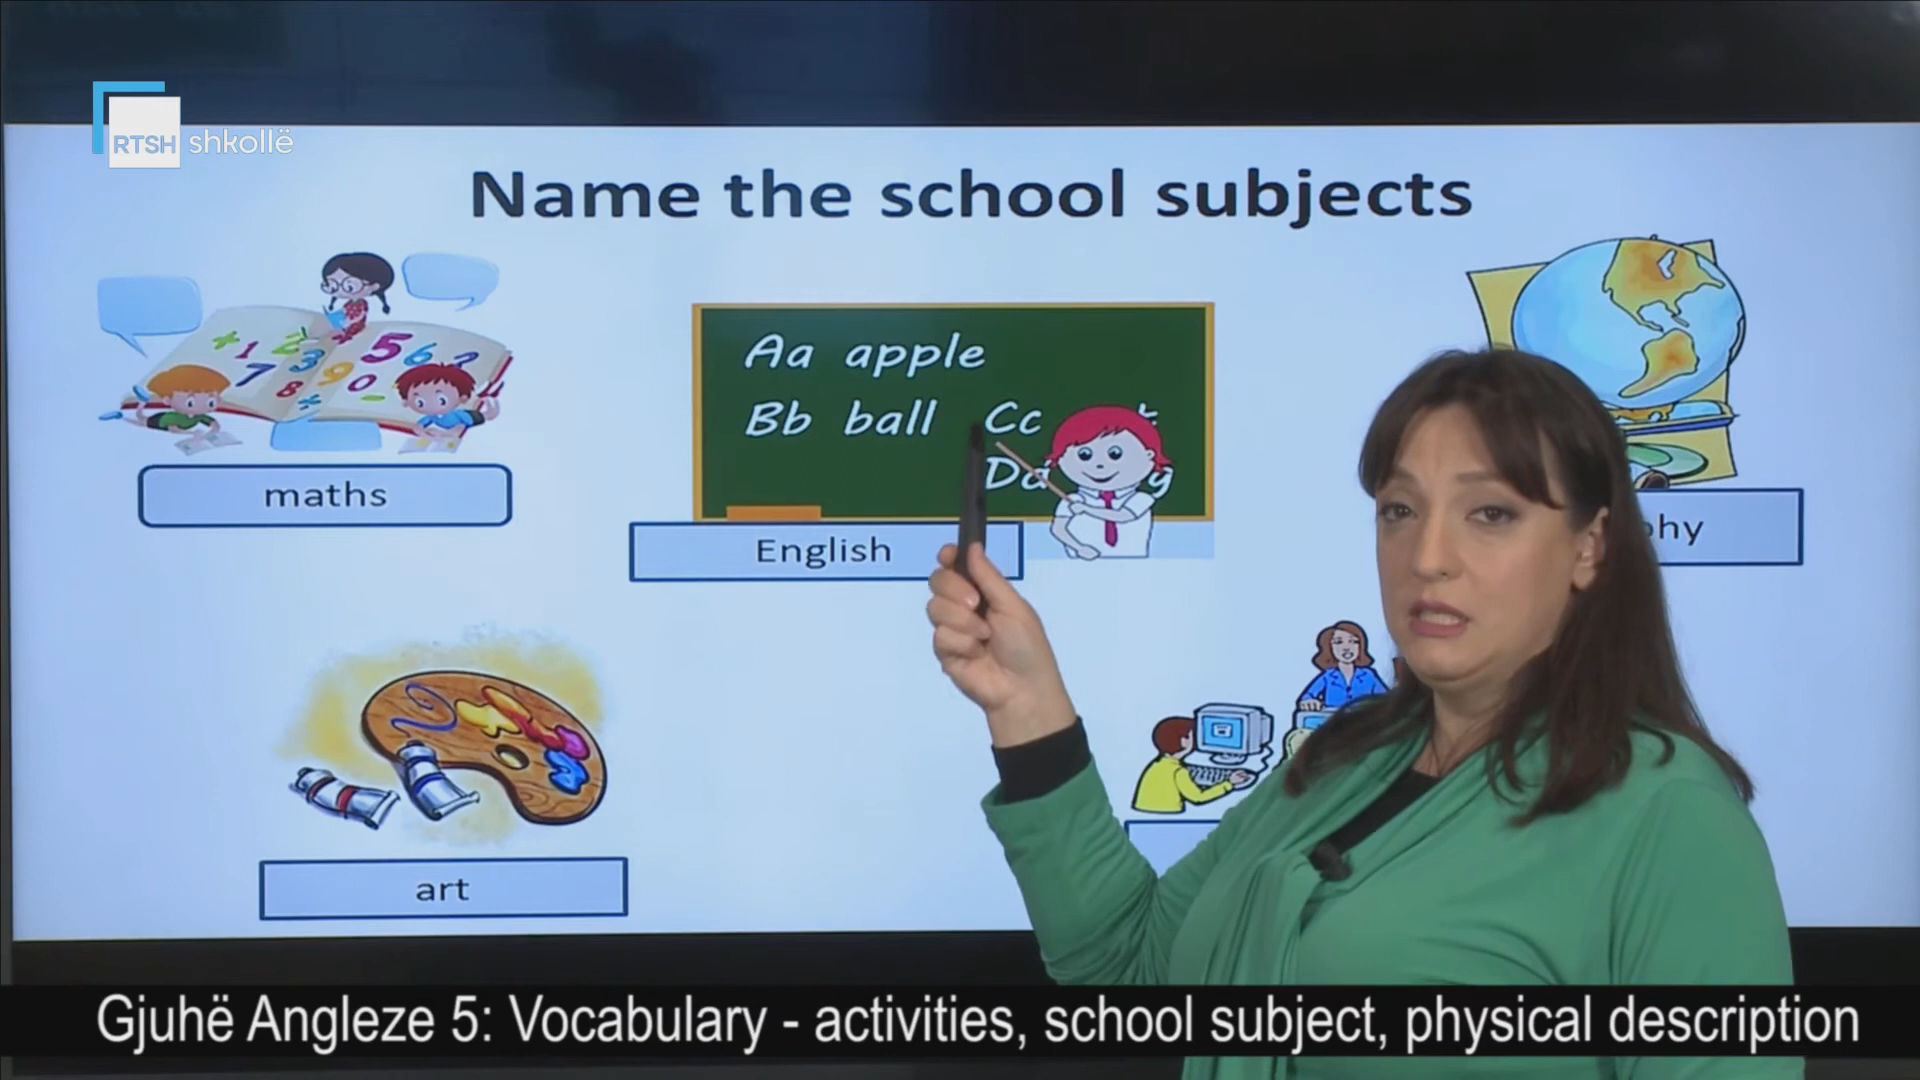 RTSH shkollë
Name the school subjects
Aa apple
Bb ball Cc
maths
English
art
Gjuhë Angleze 5: Vocabulary - activities, school subject, physical description